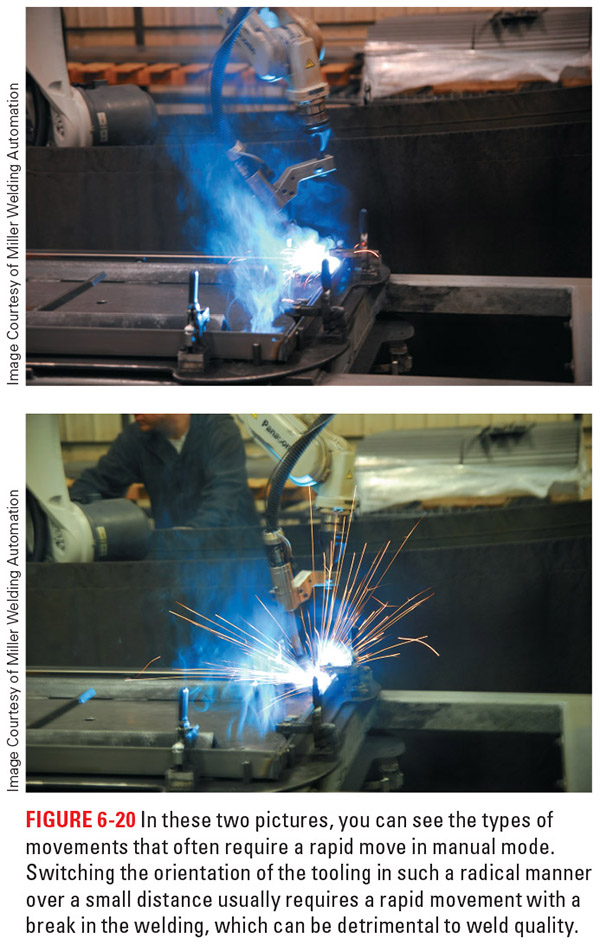 Image Courtesy of Miller Welding Automation
Panasonic
Image Courtesy of Miller Welding Automation
FIGURE 6-20 In these two pictures, you can see the types of
movements that often require a rapid move in manual mode.
Switching the orientation of the tooling in such a radical manner
over a small distance usually requires a rapid movement with a
break in the welding, which can be detrimental to weld quality.